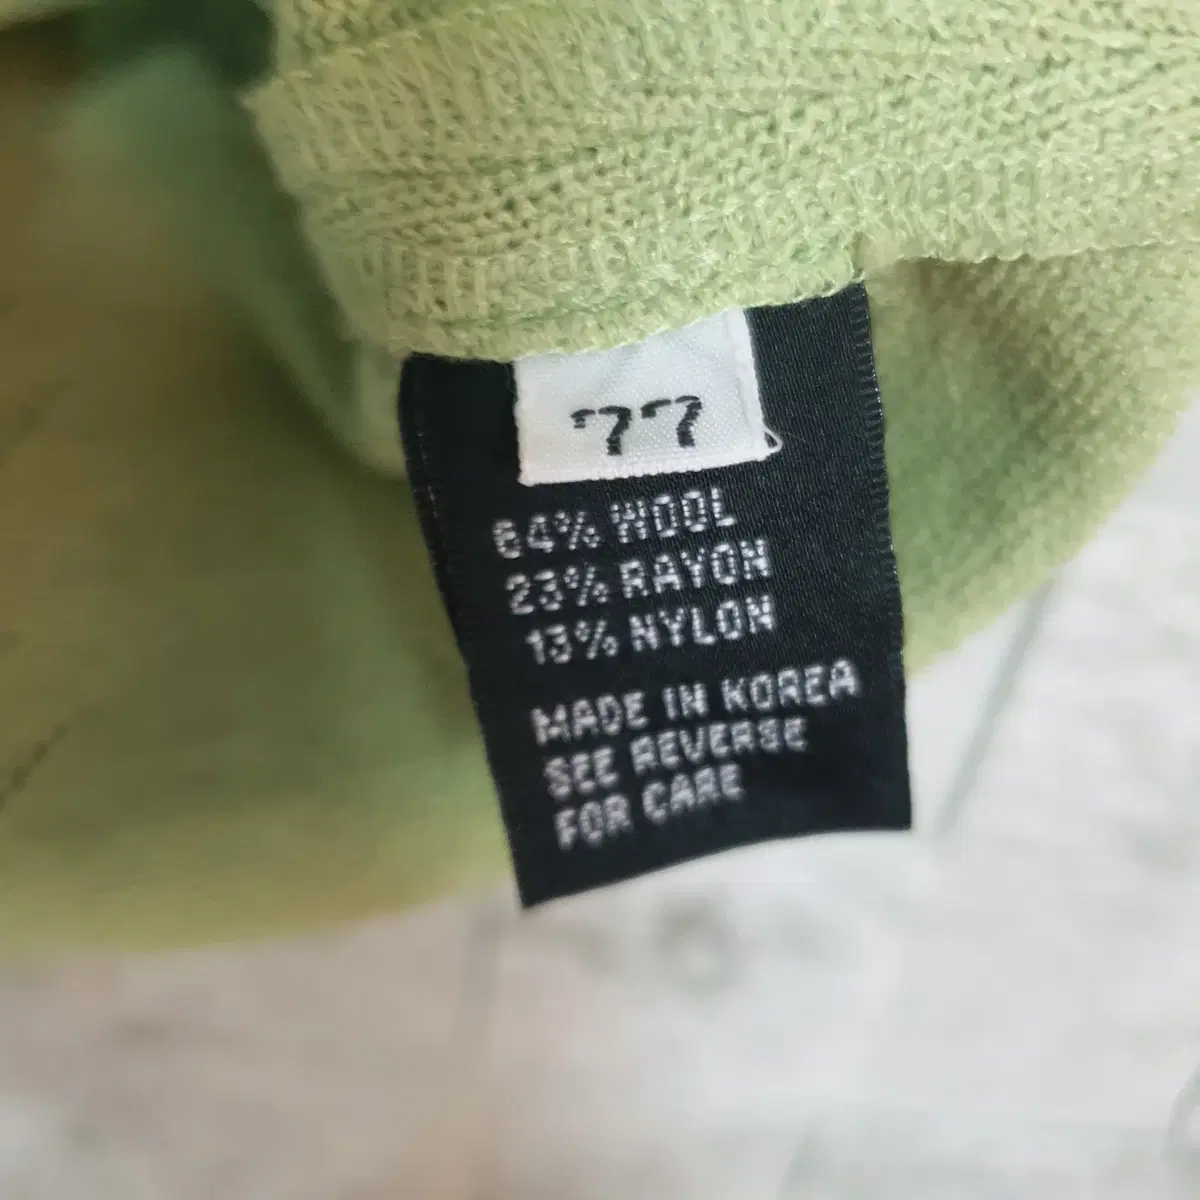 77
64% WOOL
23% RAYON
13% NYLON
MADE IN KOREA
SEE REVERSE
FOR CARE